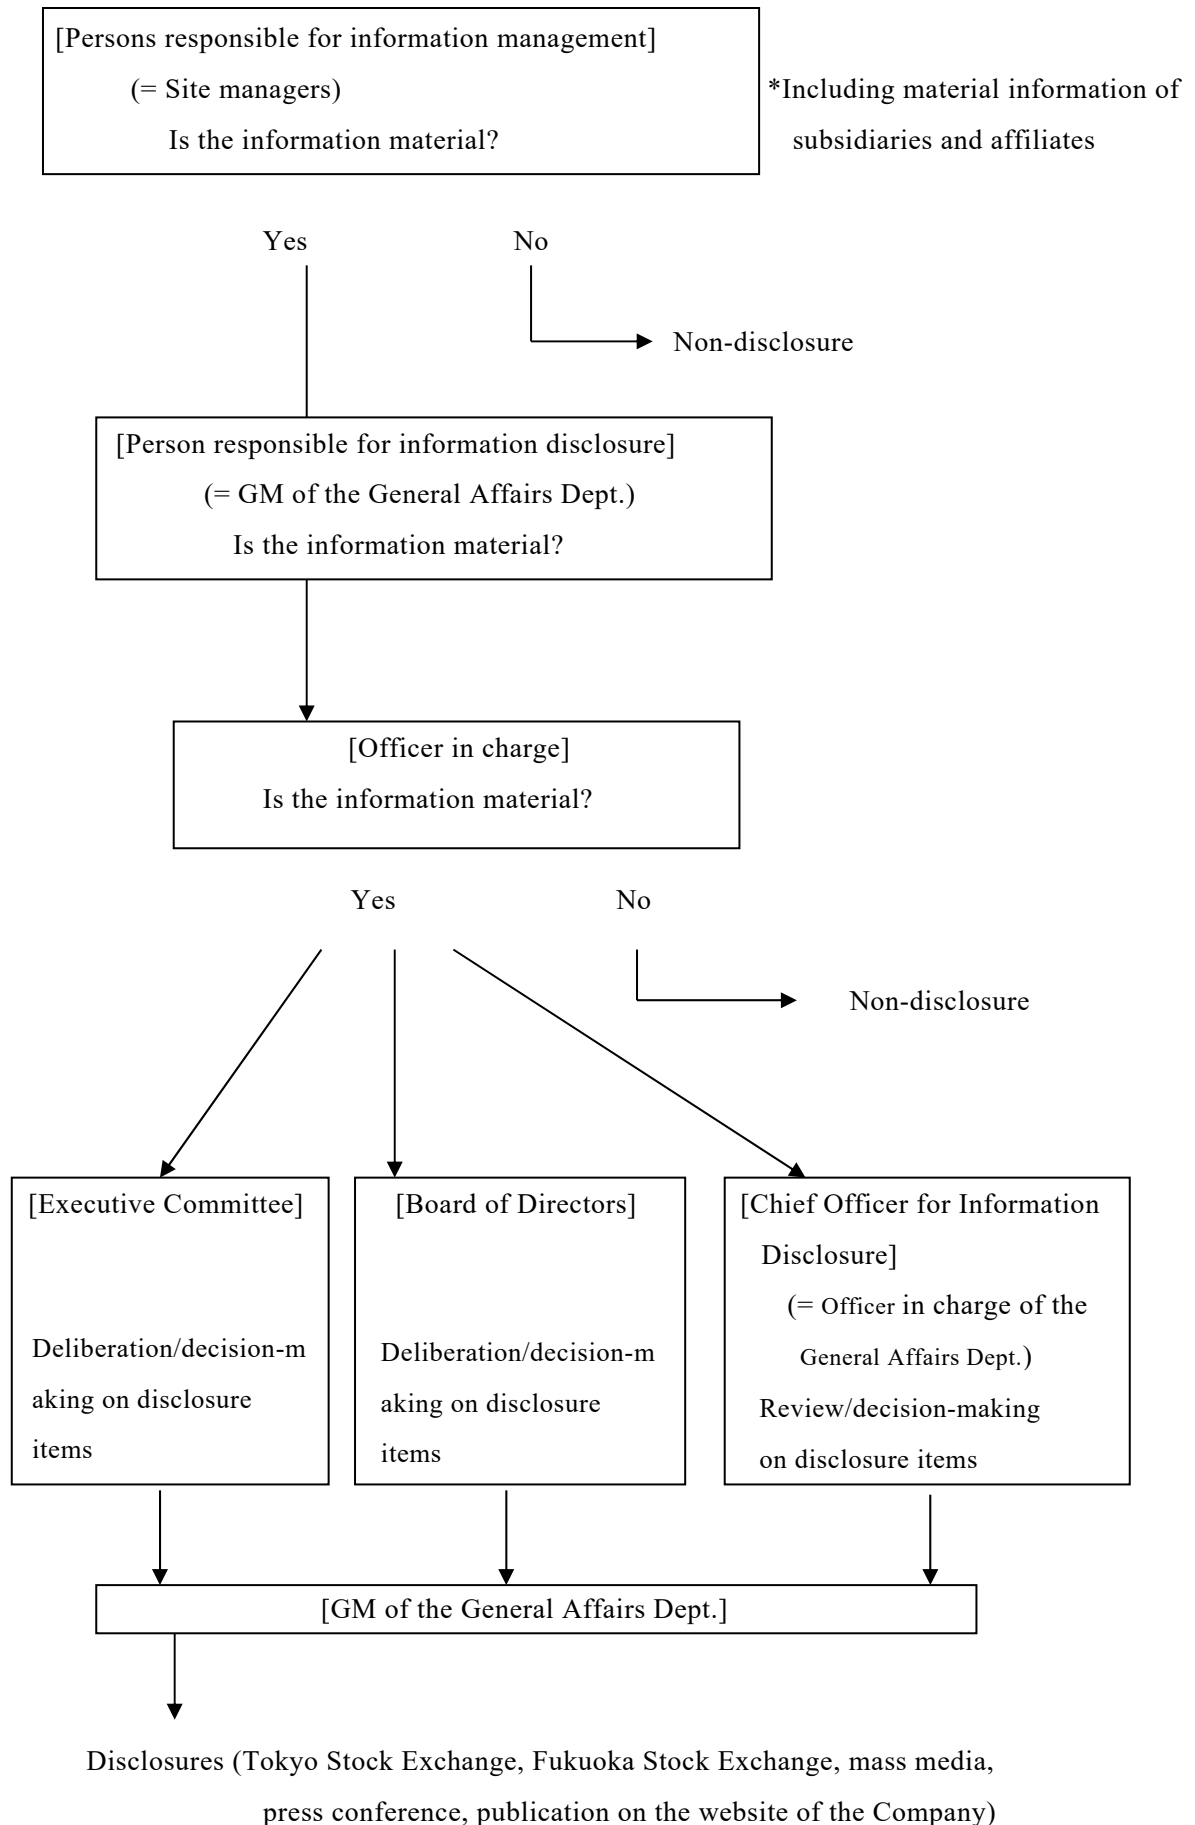 [Persons responsible for information management]
(= Site managers)
Is the information material?
*Including material information of
subsidiaries and affiliates
Yes
No
Non-disclosure
[Person responsible for information disclosure]
(= GM of the General Affairs Dept.)
Is the information material?
[Officer in charge]
Is the information material?
Yes
No
Non-disclosure
[Executive Committee]
Deliberation/decision-m
aking on disclosure
items
[Board of Directors]
Deliberation/decision-m
aking on disclosure
items
[Chief Officer for Information
Disclosure]
(= Officer in charge of the
General Affairs Dept.)
Review/decision-making
on disclosure items
[GM of the General Affairs Dept.]
Disclosures (Tokyo Stock Exchange, Fukuoka Stock Exchange, mass media,
press conference, publication on the website of the Company)